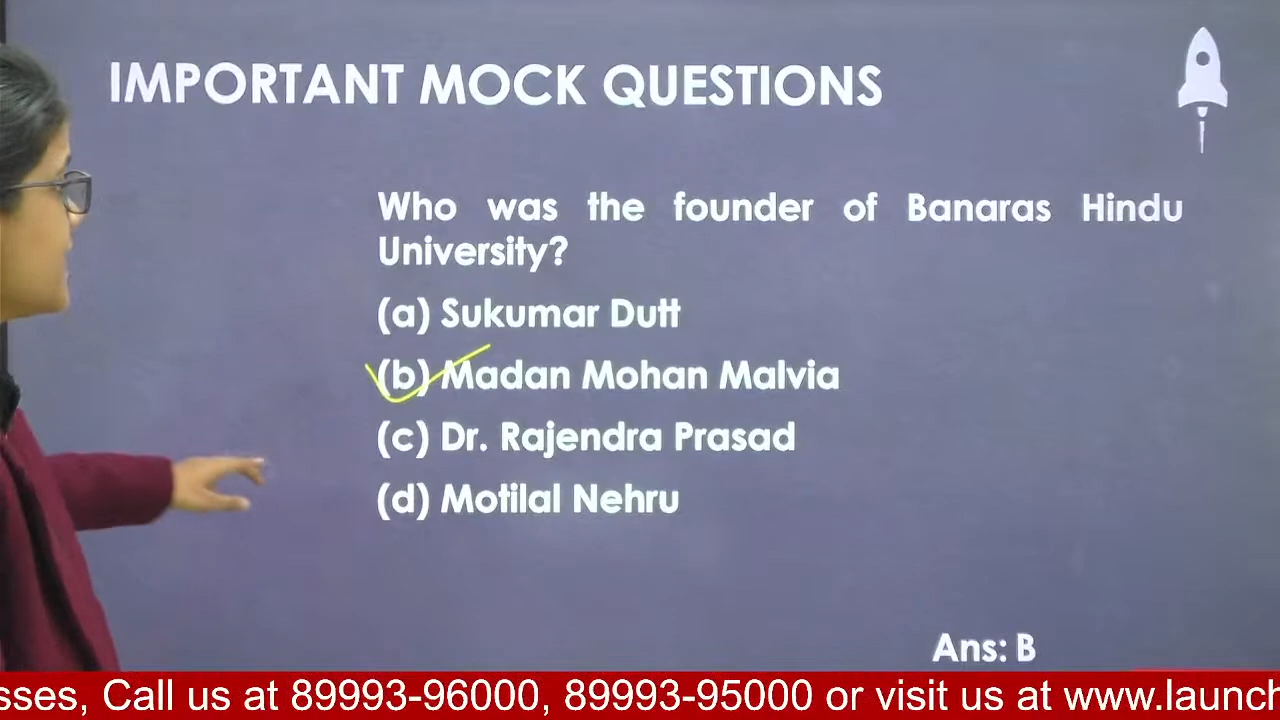 IMPORTANT MOCK QUESTIONS
Who was the founder of Banaras Hindu
University?
(a) Sukumar Dutt
(b) Madan Mohan Malvia
(c) Dr. Rajendra Prasad
(d) Motilal Nehru
Ans: B
sses, Call us at 89993-96000, 89993-95000 or visit us at www.launch